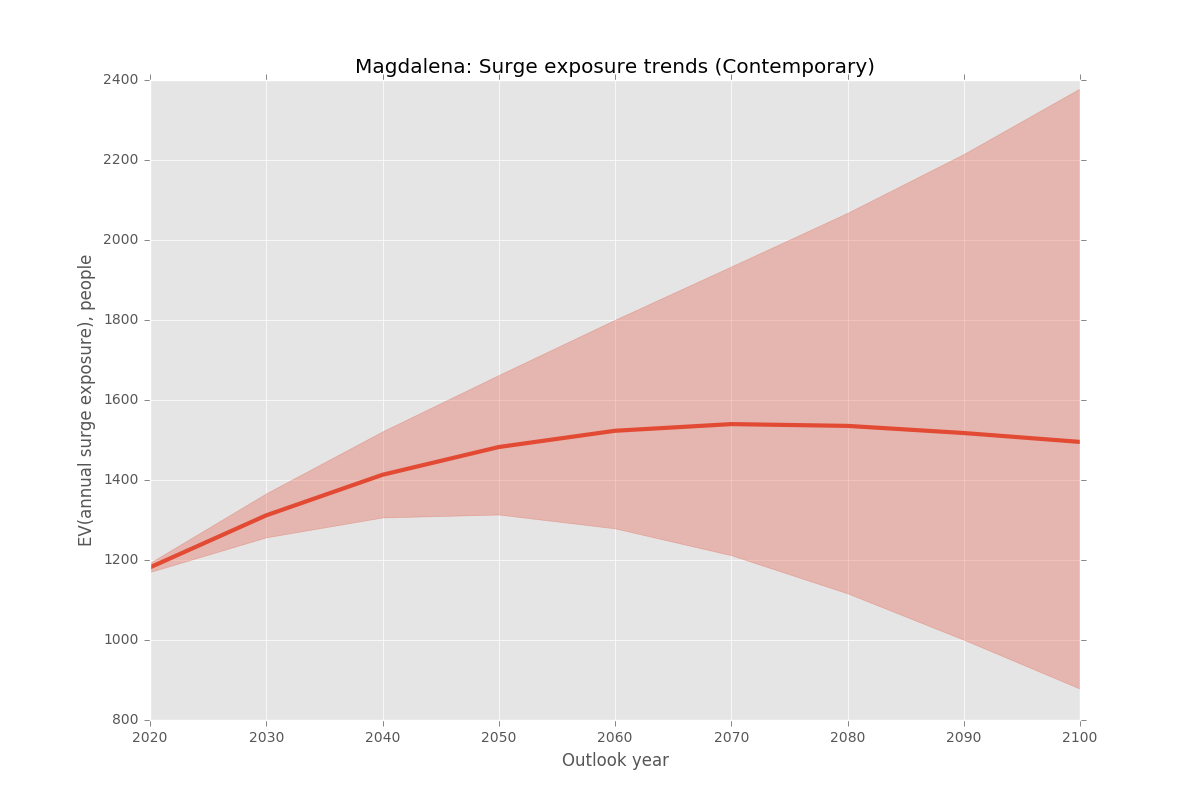 Magdalena: Surge exposure trends (Contemporary)
EV(annual surge exposure), people
2400
2200
2000
1800
1600
1400
1200
1000
800
2020 2030 2040 2050 2060 2070 2080 2090 2100
Outlook year